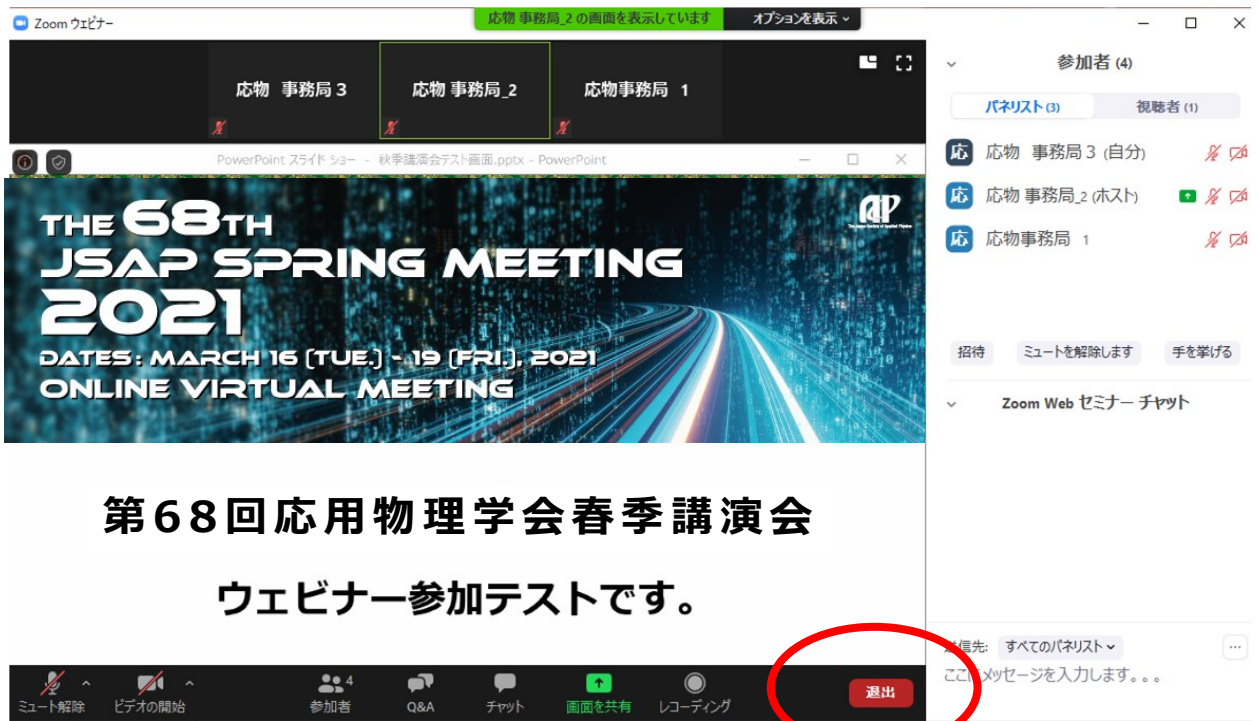 Zoom ウェビナー
応物 事務局_2 の画面を表示しています
オプションを表示
応物 事務局 3
応物 事務局_2
応物事務局 1
PowerPoint スライド ショー - 秋季講演会テスト画面.pptx - PowerPoint
THE 68TH
JSAP SPRING MEETING
2021
DATES: MARCH 16 (TUE.) - 19 (FRI.), 2021
ONLINE VIRTUAL MEETING
The Japan Society of Applied Physics
第68回応用物理学会春季講演会
ウェビナー参加テストです。
ミュート解除
ビデオの開始
4
参加者
Q&A
チャット
画面を共有
レコーディング
退出
参加者 (4)
パネリスト (3)
視聴者 (1)
応 応物 事務局 3 (自分)
応 応物 事務局_2 (ホスト)
応 応物事務局 1
招待
ミュートを解除します
手を挙げる
Zoom Web セミナー チャット
送信先: すべてのパネリスト
ここにメッセージを入力します。。。